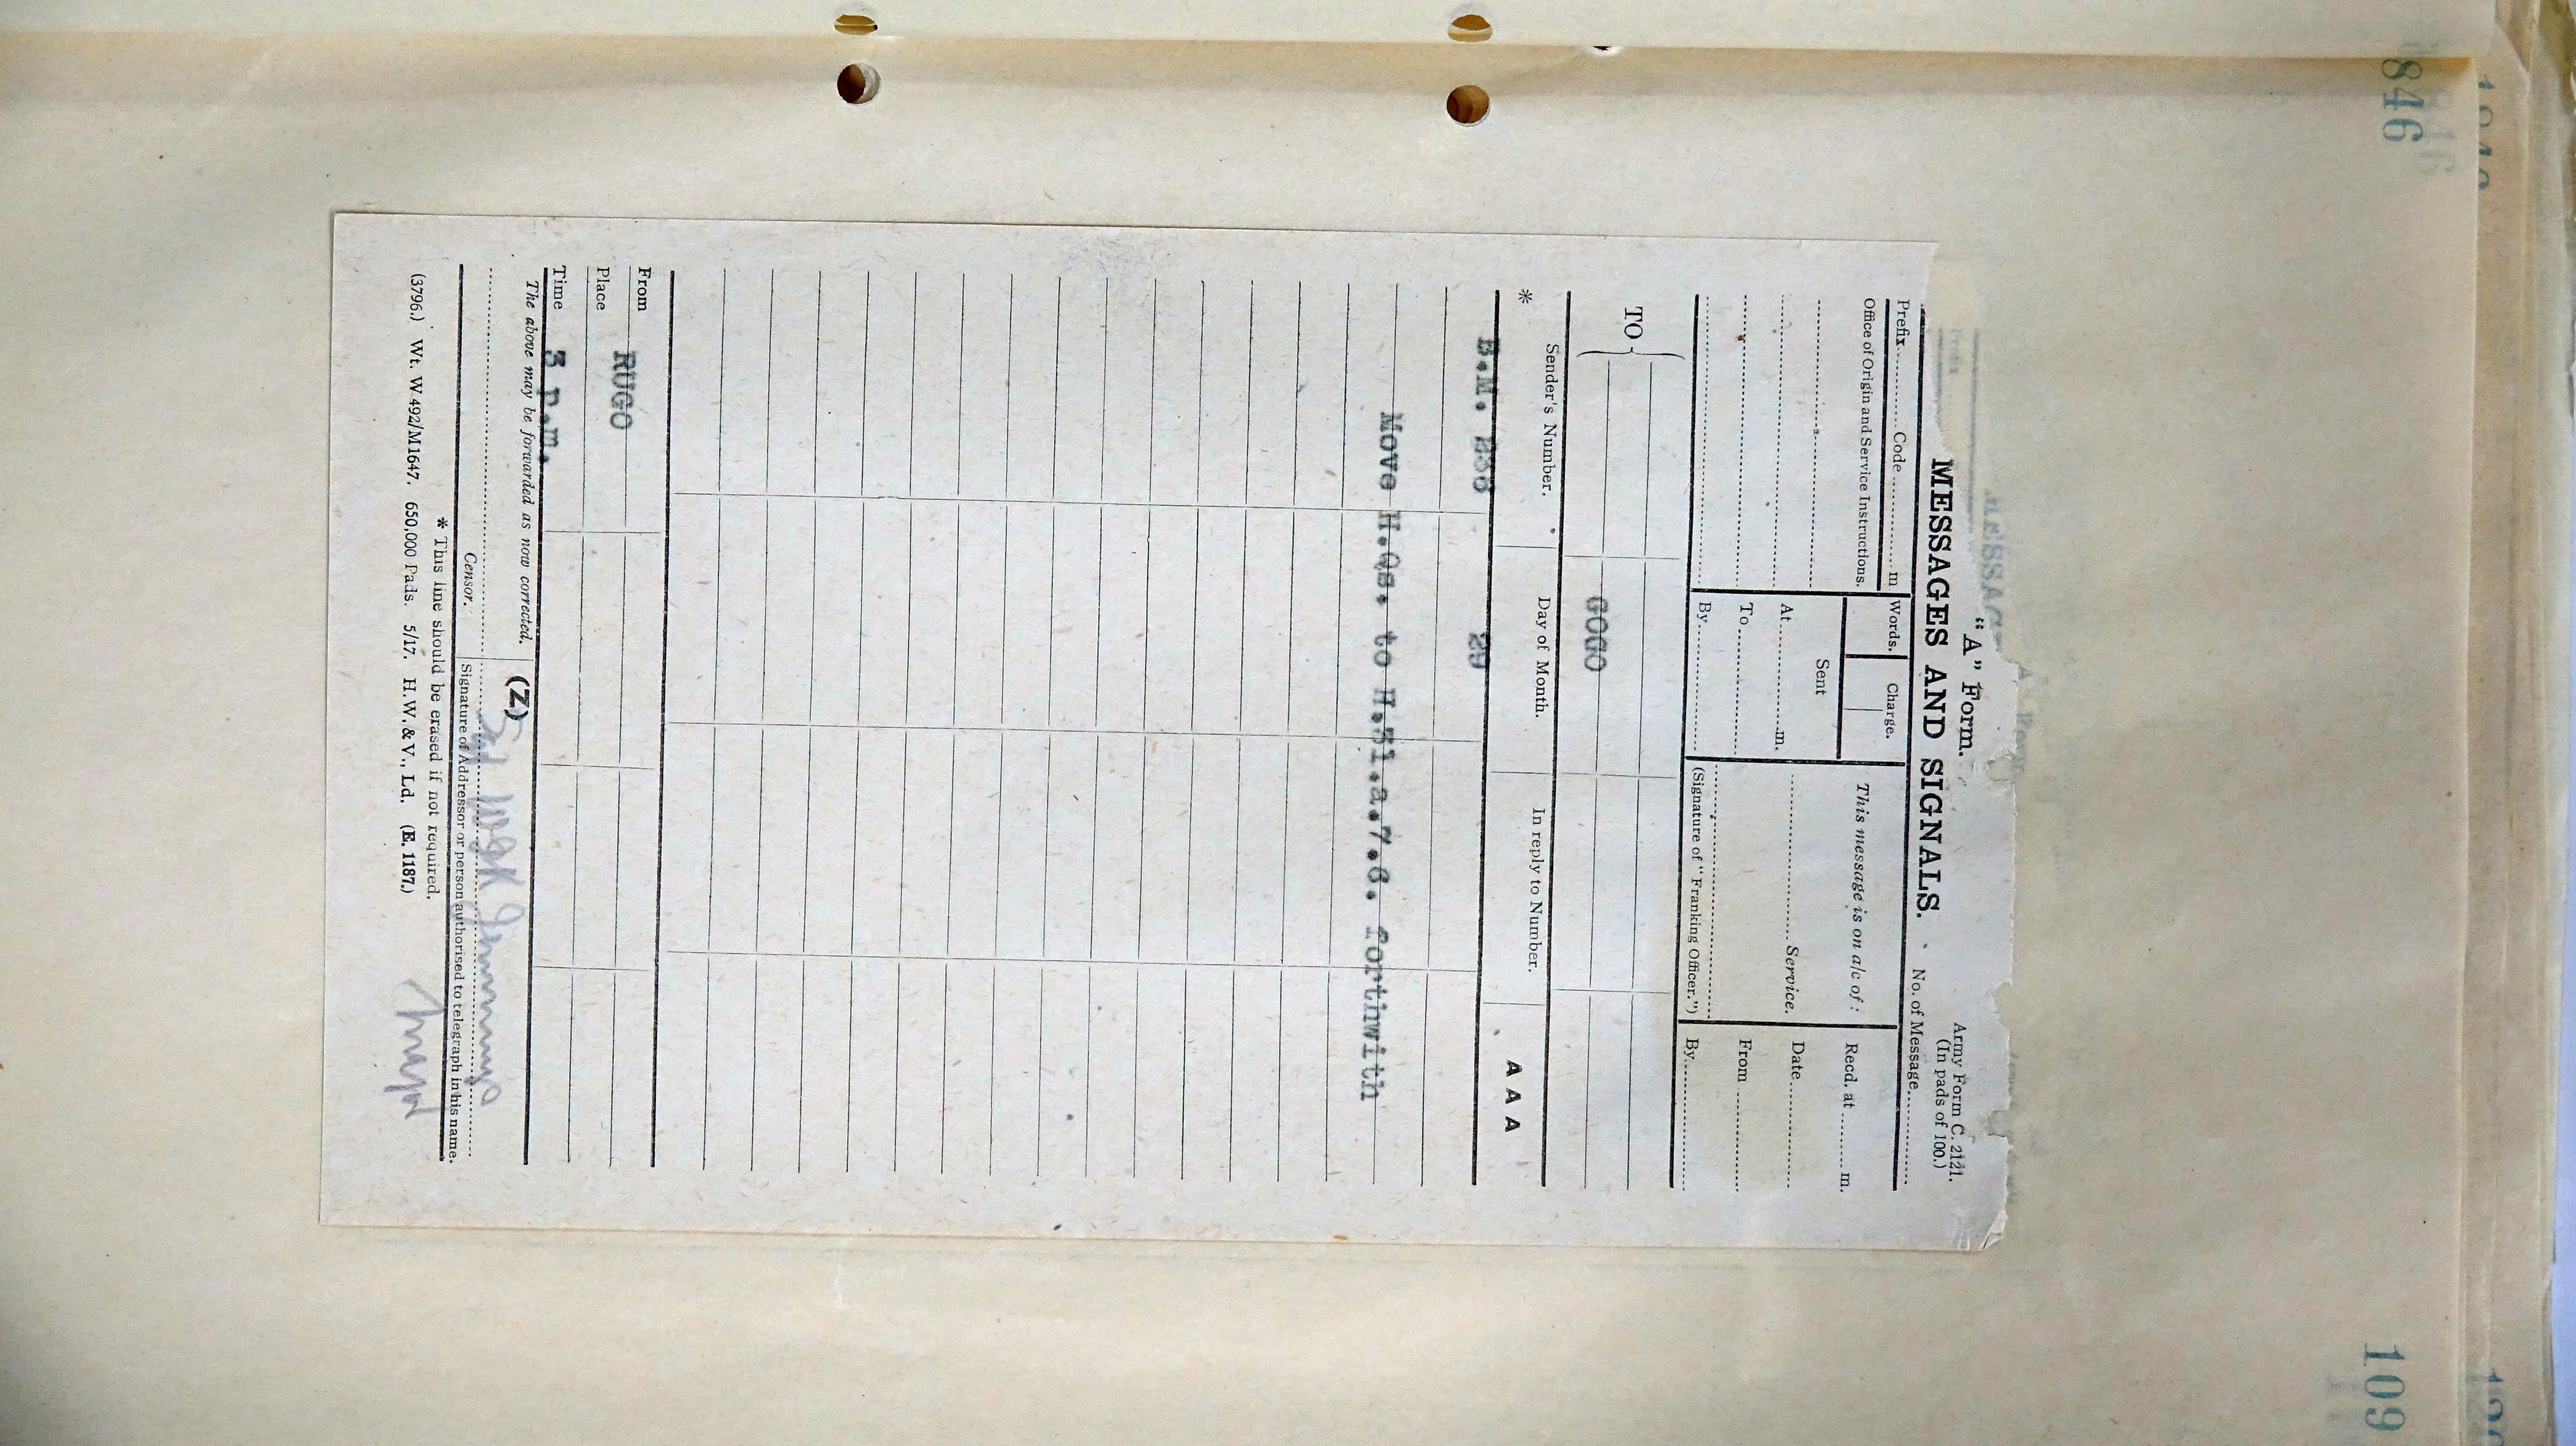 846
"A" Form.
Army Form C. 2121.
(In pads of 100.)
MESSAGES AND SIGNALS.
No. of Message
Prefix Code m
Words. Charge.
This message is on a/c of :
Recd. at m.
Office of Origin and Service Instructions.
Sent
Date
At m.
Service.
From
To
By
(Signature of "Franking Officer.")
By
TO
GOGO
* Sender's Number. Day of Month. In reply to Number. A A A
B.M. 29
Move H.Qs. to H.31.a.7.6. fortinwith
From RUGO
Place
Time 3 p.m.
The above may be forwarded as now corrected. (Z)
Censor. Signature of Addressor or person authorised to telegraph in his name.
* This line should be erased if not required.
(3796.) Wt. W 492/M1647. 650,000 Pads. 5/17. H.W.& V., Ld. (E. 1187.)
109